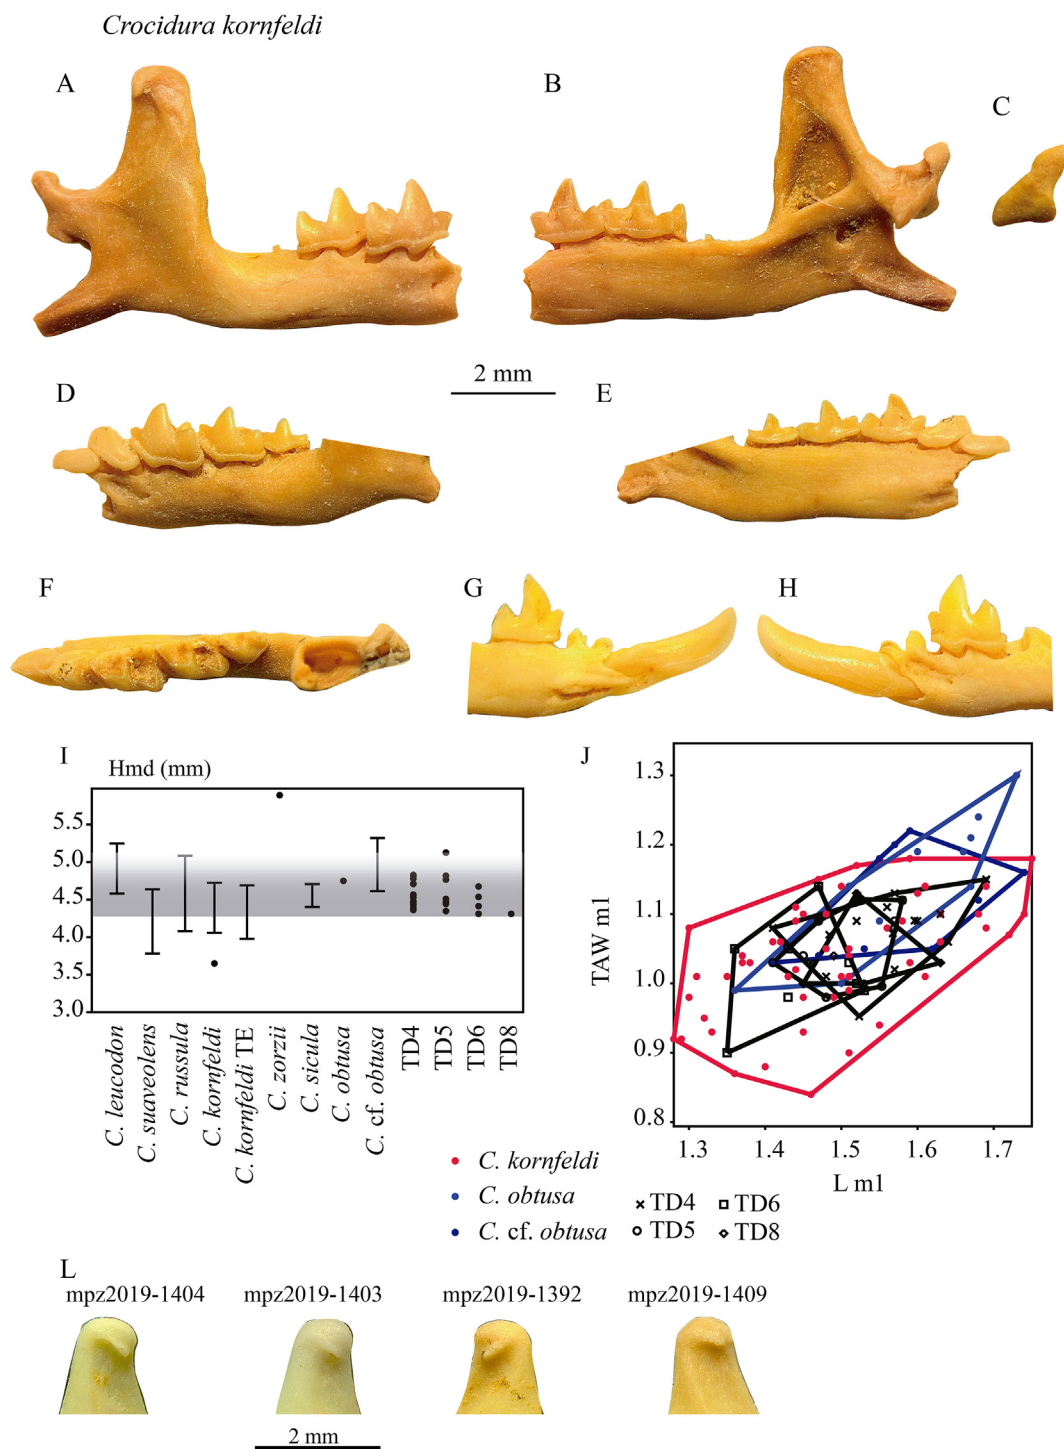 Crocidura kornfeldi
A
B
C
2 mm
D
E
F
G
H
I
Hmd (mm)
5.5
5.0
4.5
4.0
3.5
3.0
C. leucodon
C. suaveolens
C. russula
C. kornfeldi
C. kornfeldi TE
C. zorzii
C. sicula
C. obtusa
C. cf. obtusa
TD4
TD5
TD6
TD8
J
TAW m1
1.3
1.2
1.1
1.0
0.9
0.8
1.3 1.4 1.5 1.6 1.7
L m1
C. kornfeldi
C. obtusa
C. cf. obtusa
TD4 TD6
TD5 TD8
L
mpz2019-1404 mpz2019-1403 mpz2019-1392 mpz2019-1409
2 mm